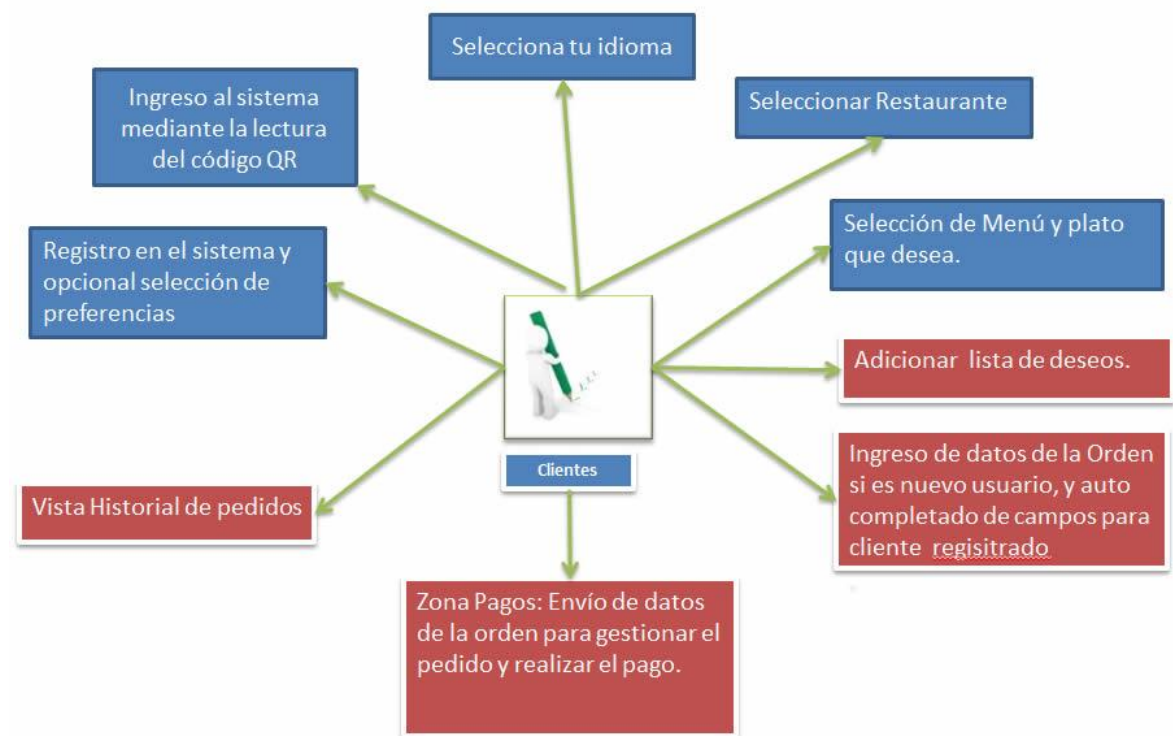 Selecciona tu idioma
Ingreso al sistema
mediante la lectura
del código QR
Seleccionar Restaurante
Registro en el sistema y
opcional selección de
preferencias
Selección de Menú y plato
que desea.
Adicionar lista de deseos.
Clientes
Ingreso de datos de la Orden
si es nuevo usuario, y auto
completado de campos para
cliente regisitrado
Vista Historial de pedidos
Zona Pagos: Envío de datos
de la orden para gestionar el
pedido y realizar el pago.